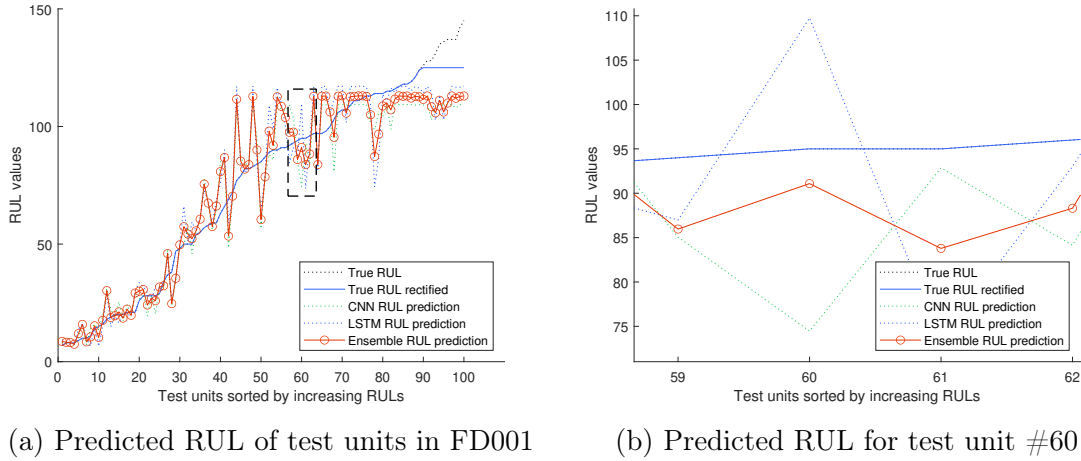 150
100
50
0
RUL values
0 10 20 30 40 50 60 70 80 90 100
Test units sorted by increasing RULs
True RUL
True RUL rectified
CNN RUL prediction
LSTM RUL prediction
Ensemble RUL prediction
(a) Predicted RUL of test units in FD001
110
105
100
95
90
85
80
75
RUL values
59 60 61 62
Test units sorted by increasing RULs
True RUL
True RUL rectified
CNN RUL prediction
LSTM RUL prediction
Ensemble RUL prediction
(b) Predicted RUL for test unit #60